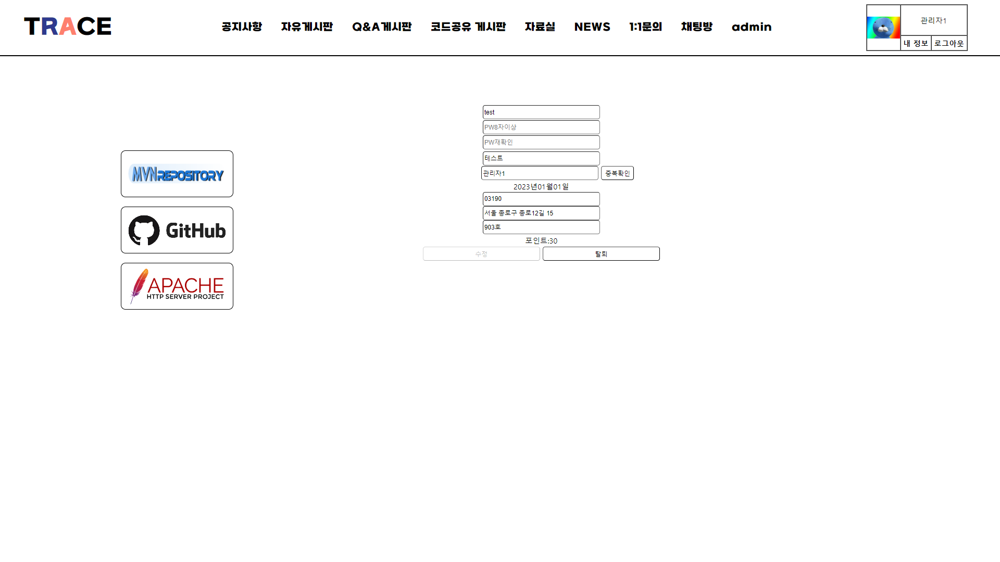 TRACE
공지사항 자유게시판 Q&A게시판 코드공유 게시판 자료실 NEWS 1:1문의 채팅방 admin
관리자1
내 정보 로그아웃
test
PW8자이상
PW재확인
테스트
관리자1 중복확인
2023년01월01일
03190
서울 종로구 종로12길 15
903호
포인트:30
수정 탈퇴
MVNREPOSITORY
GitHub
APACHE
HTTP SERVER PROJECT